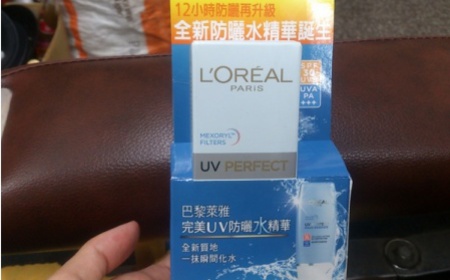 12小時防曬再升級
全新防曬水精華誕生
L'ORÉAL
PARIS
SPF
UVA
PA
+++
MEXORYL
FILTERS
UV PERFECT
巴黎萊雅
完美UV防曬水精華
全新質地
一抹瞬間化水
L'ORÉAL